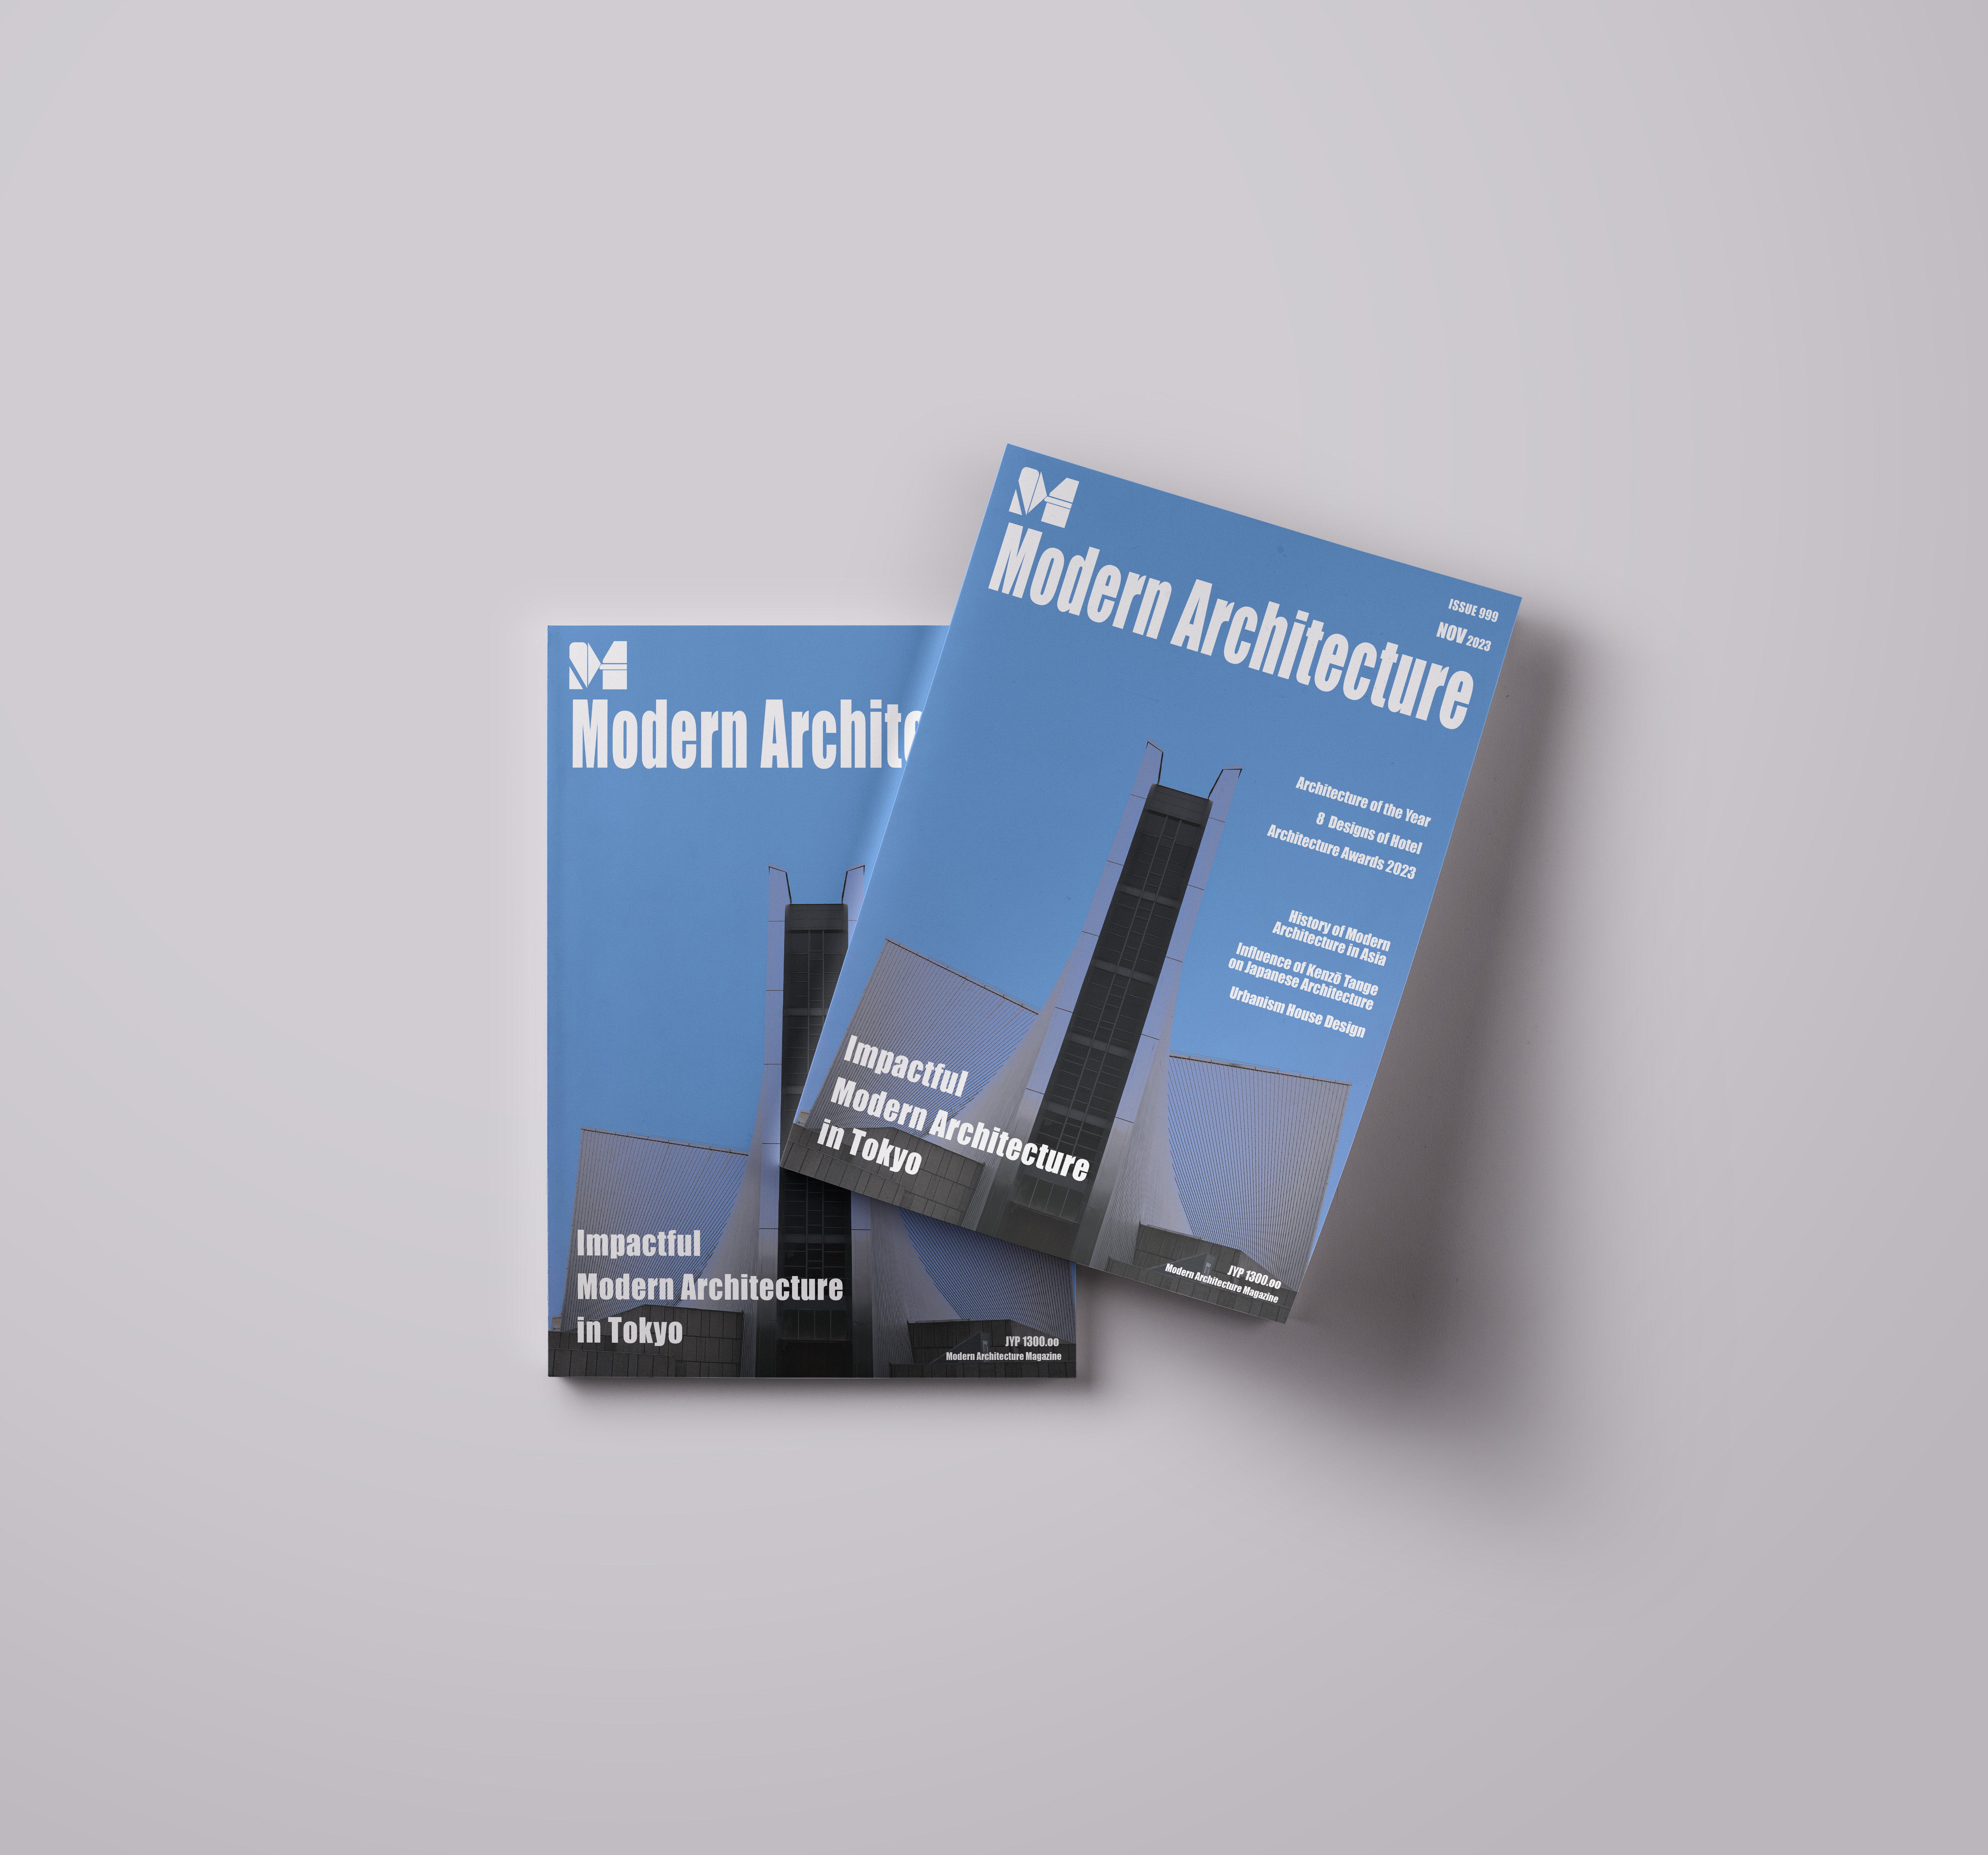 Modern Archite
Impactful
Modern Architecture
in Tokyo
JYP 1300.00
Modern Architecture Magazine
M
Modern Architecture
ISSUE 999
NOV 2023
Architecture of the Year
8 Designs of Hotel
Architecture Awards 2023
History of Modern
Architecture in Asia
Influence of Kenzō Tange
on Japanese Architecture
Urbanism House Design
Impactful
Modern Architecture
in Tokyo
JYP 1300.00
Modern Architecture Magazine